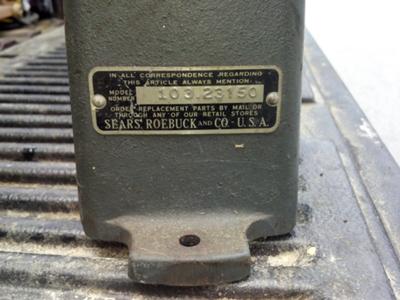 IN ALL CORRESPONDENCE REGARDING
THIS ARTICLE ALWAYS MENTION
MODEL NUMBER 103.23150
ORDER REPLACEMENT PARTS BY MAIL OR
THROUGH ANY OF OUR RETAIL STORES
SEARS, ROEBUCK AND CO. - U.S.A.